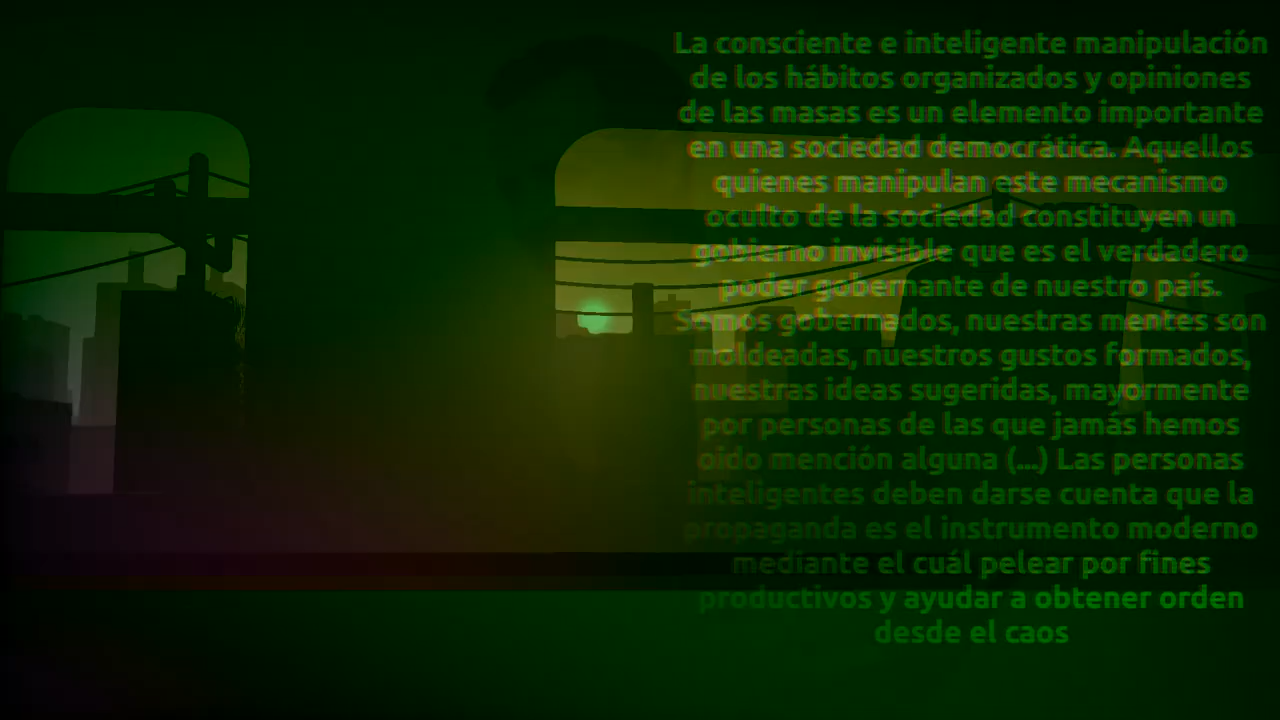 La consciente e inteligente manipulación
de los hábitos organizados y opiniones
de las masas es un elemento importante
en una sociedad democrática. Aquellos
quienes manipulan este mecanismo
oculto de la sociedad constituyen un
gobierno invisible que es el verdadero
poder gobernante de nuestro país.
Somos gobernados, nuestras mentes son
moldeadas, nuestros gustos formados,
nuestras ideas sugeridas, mayormente
por personas de las que jamás hemos
oido mención alguna (...) Las personas
inteligentes deben darse cuenta que la
propaganda es el instrumento moderno
mediante el cuál pelear por fines
productivos y ayudar a obtener orden
desde el caos